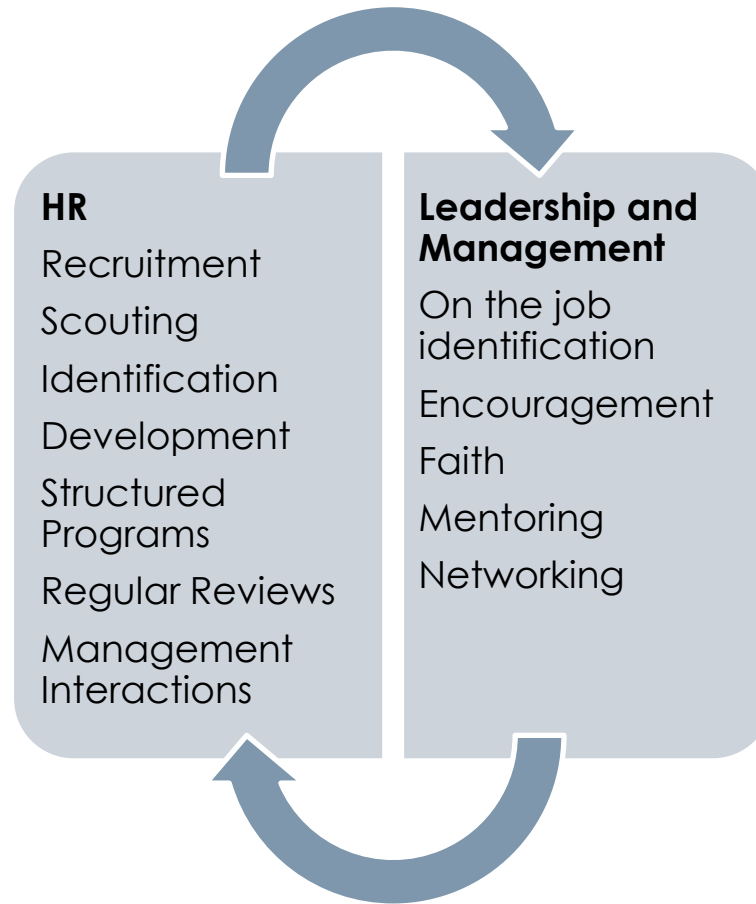 HR
Recruitment
Scouting
Identification
Development
Structured
Programs
Regular Reviews
Management
Interactions
Leadership and
Management
On the job
identification
Encouragement
Faith
Mentoring
Networking